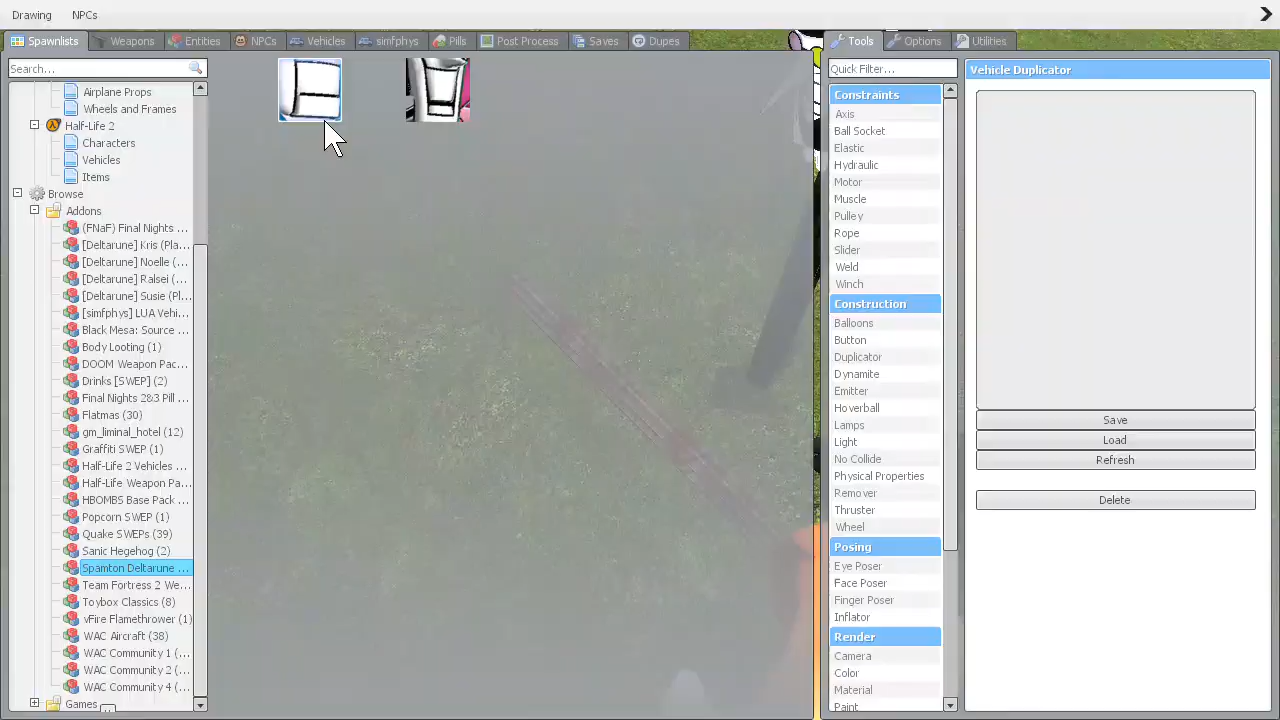 Drawing NPCs
Spawnlists Weapons Entities NPCs Vehicles simfphys Pills Post Process Saves Dupes
Search...
Airplane Props
Wheels and Frames
Half-Life 2
Characters
Vehicles
Items
Browse
Addons
(FNaF) Final Nights ...
[Deltarune] Kris (Pla...
[Deltarune] Noelle (...
[Deltarune] Ralsei (...
[Deltarune] Susie (Pl...
[simfphys] LUA Vehi...
Black Mesa: Source ...
Body Looting (1)
DOOM Weapon Pac...
Drinks [SWEP] (2)
Final Nights 2&3 Pill ...
Flatmas (30)
gm_liminal_hotel (12)
Graffiti SWEP (1)
Half-Life 2 Vehicles ...
Half-Life Weapon Pa...
HBOMBS Base Pack ...
Popcorn SWEP (1)
Quake SWEPs (39)
Sanic Hegehog (2)
Spamton Deltarune ...
Team Fortress 2 We...
Toybox Classics (8)
vFire Flamethrower (1)
WAC Aircraft (38)
WAC Community 1 (...
WAC Community 2 (...
WAC Community 4 (...
Games
Tools Options Utilities
Quick Filter...
Constraints
Axis
Ball Socket
Elastic
Hydraulic
Motor
Muscle
Pulley
Rope
Slider
Weld
Winch
Construction
Balloons
Button
Duplicator
Dynamite
Emitter
Hoverball
Lamps
Light
No Collide
Physical Properties
Remover
Thruster
Wheel
Posing
Eye Poser
Face Poser
Finger Poser
Inflator
Render
Camera
Color
Material
Paint
Vehicle Duplicator
Save
Load
Refresh
Delete